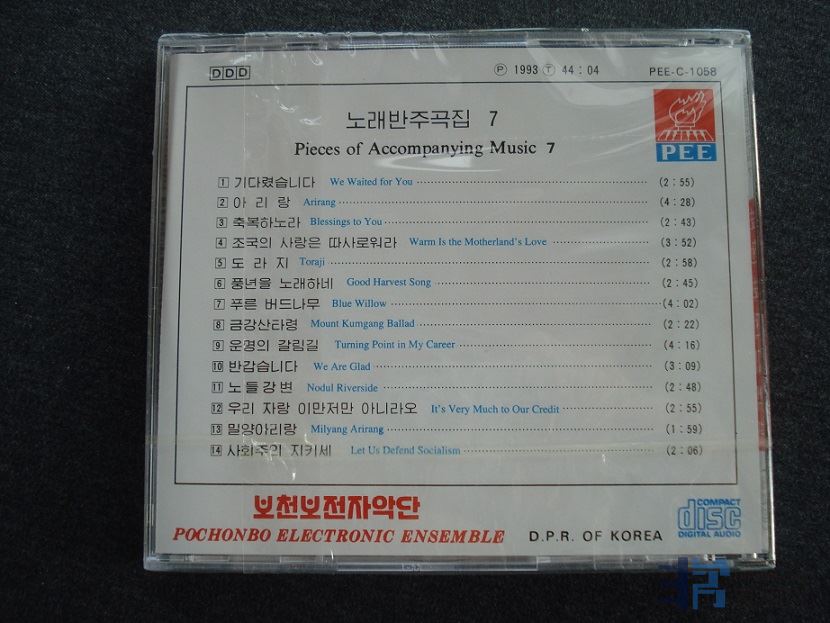 DDD ℗ 1993 Ⓣ 44:04 PEE-C-1058
노래반주곡집 7
Pieces of Accompanying Music 7
PEE
1 기다렸습니다 We Waited for You (2:55)
2 아리랑 Arirang (4:28)
3 축복하노라 Blessings to You (2:43)
4 조국의 사랑은 따사로워라 Warm Is the Motherland's Love (3:52)
5 도라지 Toraji (2:58)
6 풍년을 노래하네 Good Harvest Song (2:45)
7 푸른 버드나무 Blue Willow (4:02)
8 금강산타령 Mount Kumgang Ballad (2:22)
9 운명의 갈림길 Turning Point in My Career (4:16)
10 반갑습니다 We Are Glad (3:09)
11 노들강변 Nodul Riverside (2:48)
12 우리 자랑 이만저만 아니라오 It's Very Much to Our Credit (2:55)
13 밀양아리랑 Milyang Arirang (1:59)
14 사회주의 지키세 Let Us Defend Socialism (2:06)
보천보전자악단
POCHONBO ELECTRONIC ENSEMBLE D.P.R. OF KOREA
COMPACT
disc
DIGITAL AUDIO